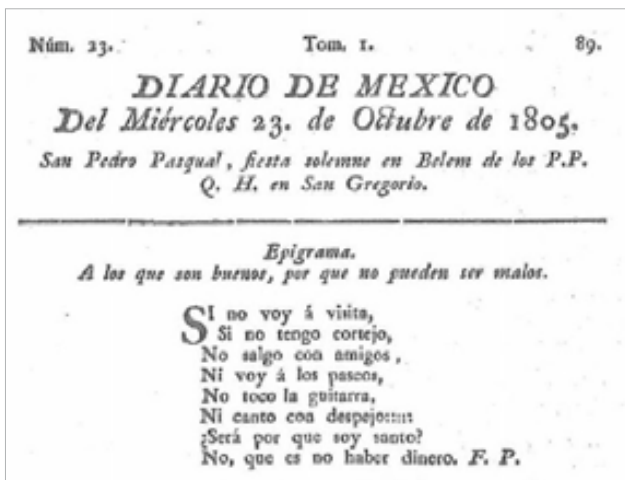 Núm. 23. Tom. 1. 89.
DIARIO DE MEXICO
Del Miércoles 23. de Octubre de 1805.
San Pedro Pasqual, fiesta solemne en Belem de los P.P.
Q. H. en San Gregorio.
Epigrama.
A los que son buenos, por que no pueden ser malos.
SI no voy á visita,
Si no tengo cortejo,
No salgo con amigos,
Ni voy á los paseos,
No toco la guitarra,
Ni canto con despejo:::::
¿Será por que soy santo?
No, que es no haber dinero. F. P.